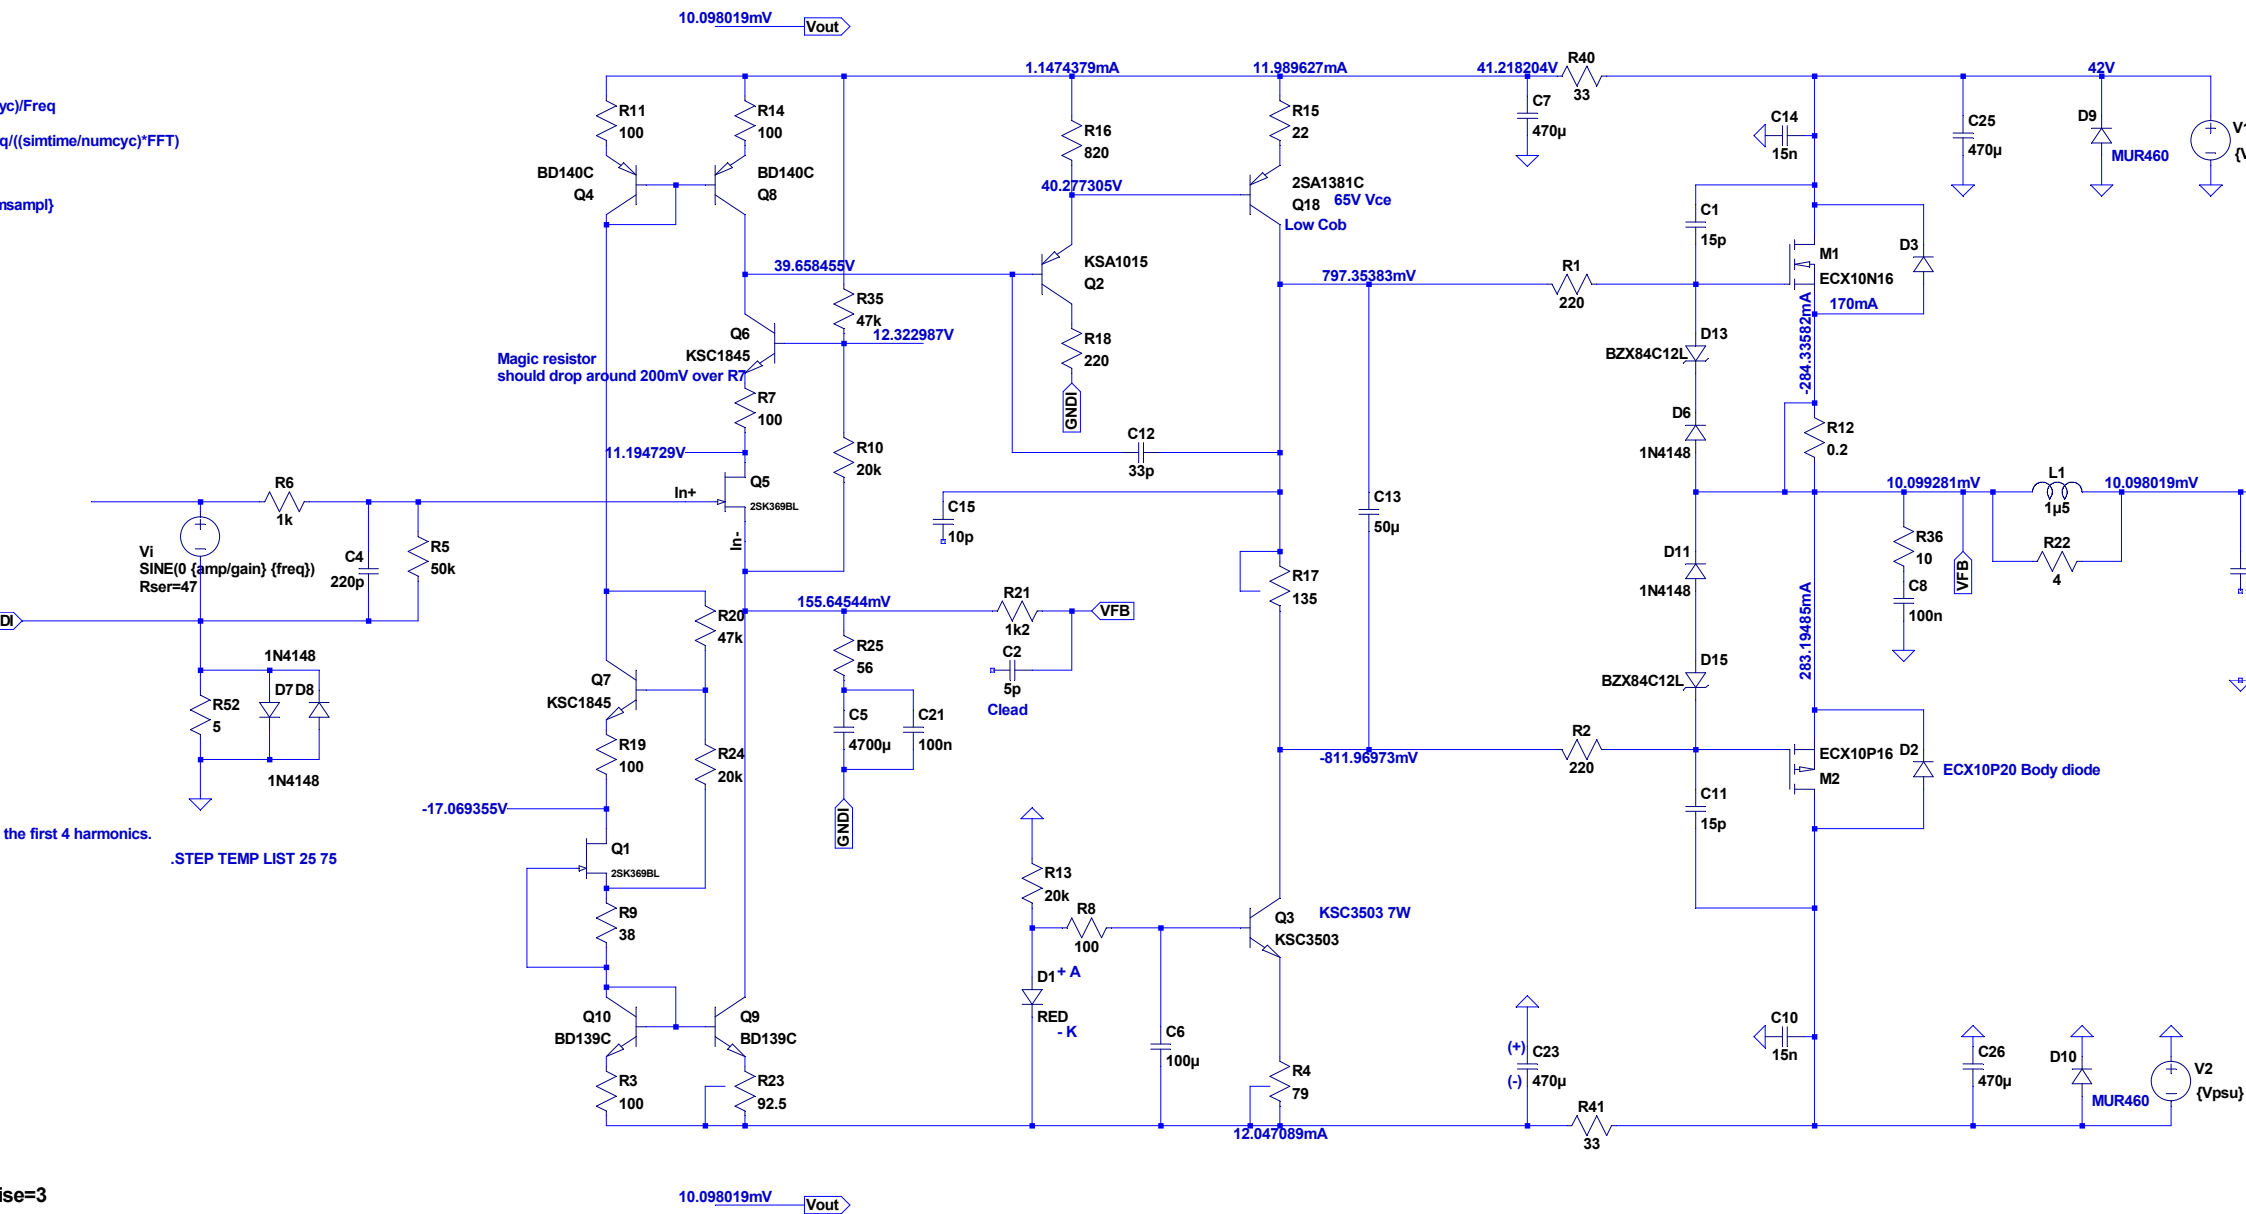 10.098019mV
Vout
yc)/Freq
q/((simtime/numcyc)*FFT)
nsampl}
R11
100
R14
100
BD140C
Q4
BD140C
Q8
1.1474379mA
R16
820
11.989627mA
R15
22
41.218204V
R40
33
C7
470µ
C14
15n
C25
470µ
42V
D9
MUR460
V1
40.277305V
2SA1381C
Q18
65V Vce
Low Cob
C1
15p
M1
ECX10N16
D3
170mA
-284.33582mA
39.658455V
KSA1015
Q2
R35
47k
12.322987V
Q6
KSC1845
Magic resistor
should drop around 200mV over R7
R7
100
R18
220
GNDI
797.35383mV
R1
220
D13
BZX84C12L
D6
1N4148
R12
0.2
11.194729V
R10
20k
C12
33p
R6
1k
In+
Q5
2SK369BL
In-
C15
10p
C13
50µ
10.099281mV
L1
1µ5
10.098019mV
Vi
SINE(0 {amp/gain} {freq})
Rser=47
C4
220p
R5
50k
R17
135
D11
1N4148
R36
10
C8
100n
VFB
R22
4
DI
R20
47k
155.64544mV
R21
1k2
VFB
R25
56
C2
5p
Clead
283.19485mA
1N4148
D7
D8
R52
5
1N4148
Q7
KSC1845
R19
100
R24
20k
C5
4700µ
C21
100n
GNDI
D15
BZX84C12L
-811.96973mV
R2
220
ECX10P16
M2
D2
ECX10P20 Body diode
C11
15p
-17.069355V
the first 4 harmonics.
.STEP TEMP LIST 25 75
Q1
2SK369BL
R9
38
R13
20k
R8
100
Q3
KSC3503
KSC3503 7W
D1
+ A
RED
- K
C6
100µ
Q10
BD139C
Q9
BD139C
R3
100
R23
92.5
R4
79
12.047089mA
(+)
(-)
C23
470µ
R41
33
C10
15n
C26
470µ
D10
MUR460
V2
{Vpsu}
ise=3
10.098019mV
Vout